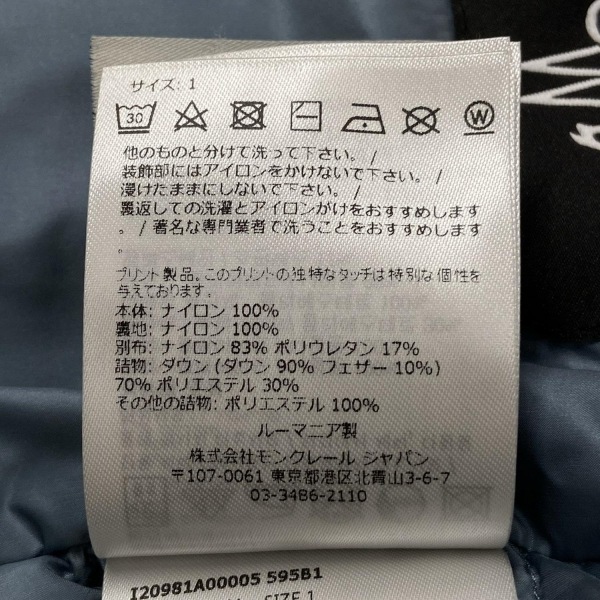 サイズ: 1
30
W
他のものと分けて洗って下さい。 /
装飾部にはアイロンをかけないで下さい。 /
浸けたままにしないで下さい。 /
裏返しての洗濯とアイロンがけをおすすめします
。 / 著名な専門業者で洗うことをおすすめします
。
プリント製品。このプリントの独特なタッチは特別な個性を
与えております。
本体: ナイロン 100%
裏地: ナイロン 100%
別布: ナイロン 83% ポリウレタン 17%
詰物: ダウン (ダウン 90% フェザー 10%)
70% ポリエステル 30%
その他の詰物: ポリエステル 100%
ルーマニア製
株式会社モンクレール ジャパン
〒107-0061 東京都港区北青山3-6-7
03-3486-2110
I20981A00005 595B1
SIZE 1